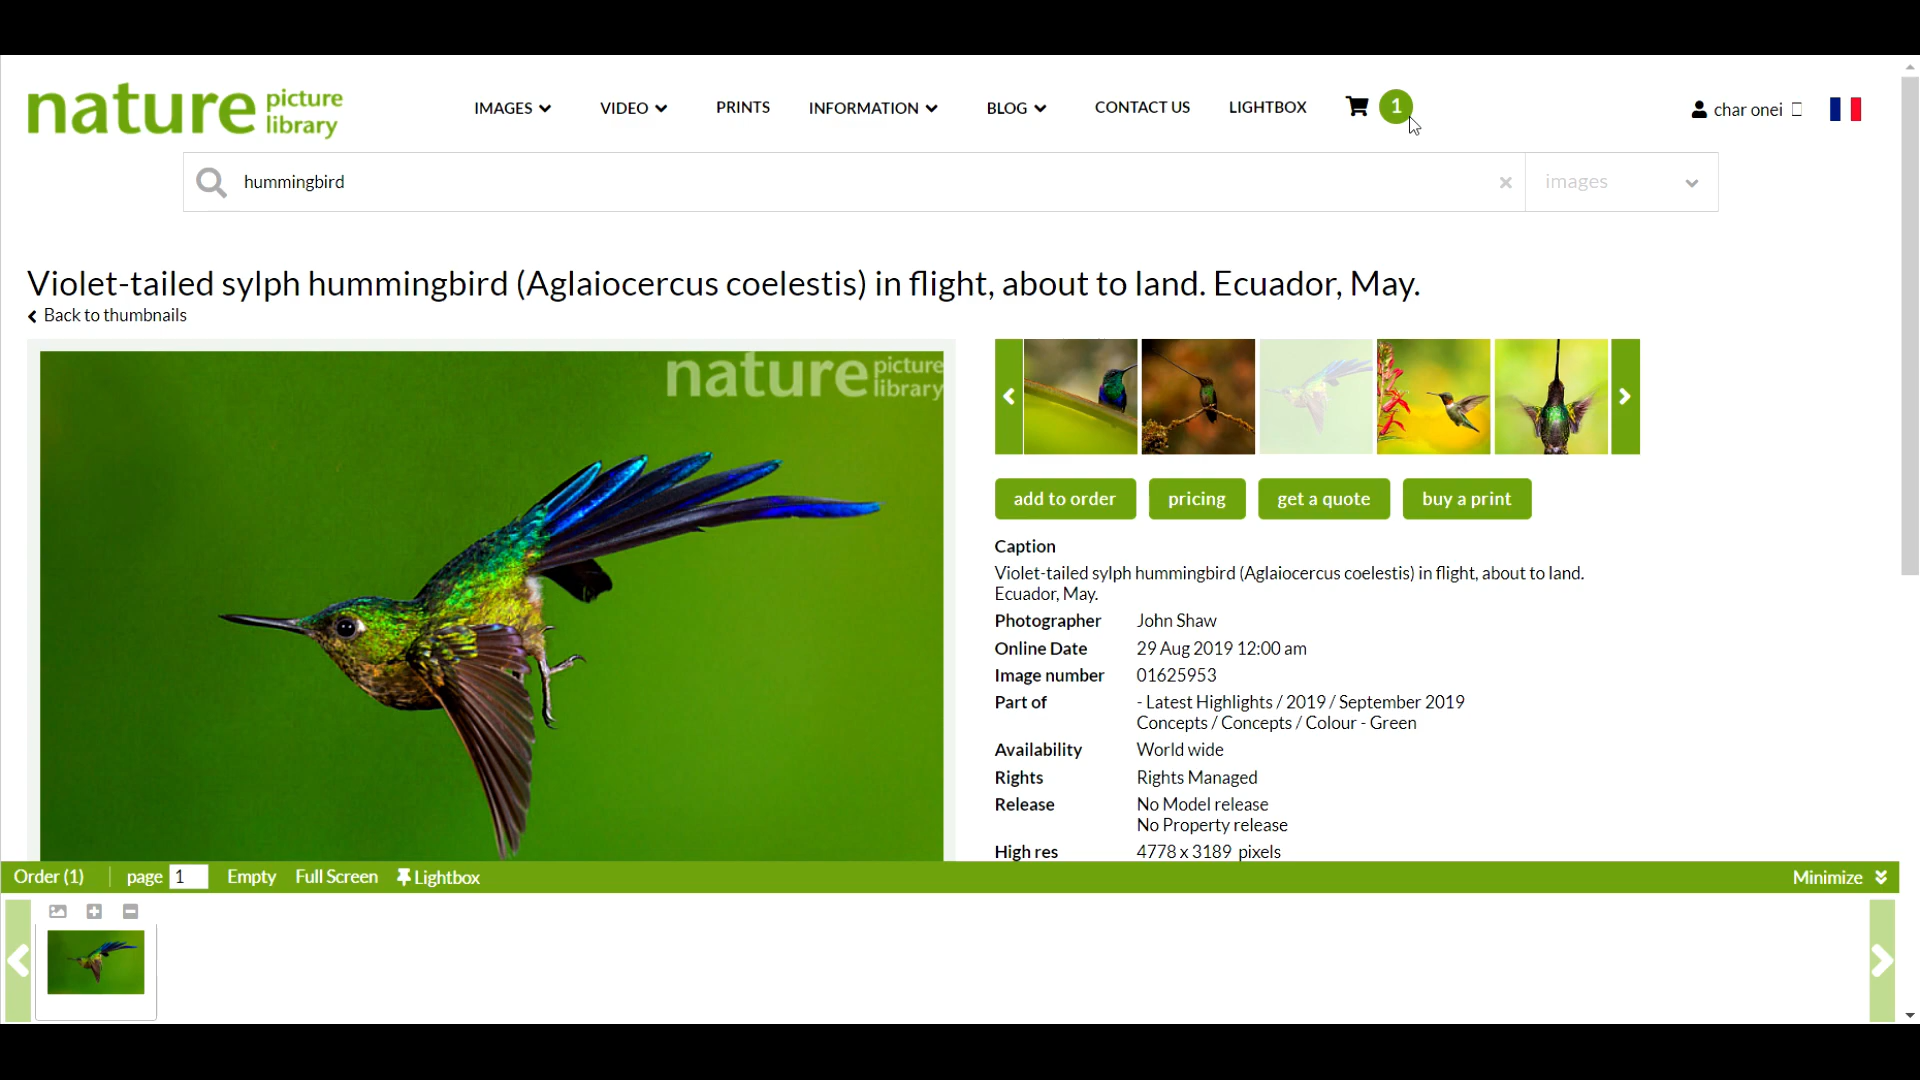 nature picture library
IMAGES VIDEO PRINTS INFORMATION BLOG CONTACT US LIGHTBOX 1
char onei
hummingbird
images
Violet-tailed sylph hummingbird (Aglaiocercus coelestis) in flight, about to land. Ecuador, May.
Back to thumbnails
nature picture library
add to order pricing get a quote buy a print
Caption
Violet-tailed sylph hummingbird (Aglaiocercus coelestis) in flight, about to land.
Ecuador, May.
Photographer John Shaw
Online Date 29 Aug 2019 12:00 am
Image number 01625953
Part of - Latest Highlights / 2019 / September 2019
Concepts / Concepts / Colour - Green
Availability World wide
Rights Rights Managed
Release No Model release
No Property release
High res 4778 x 3189 pixels
Order (1) page 1 Empty Full Screen Lightbox Minimize